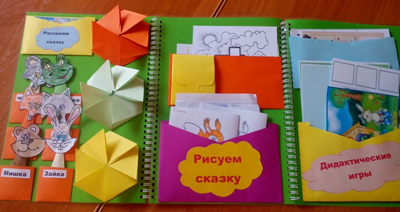 Расскажи
сказку
Мишка
Зайка
Рисуем
сказку
Дидактические
игры